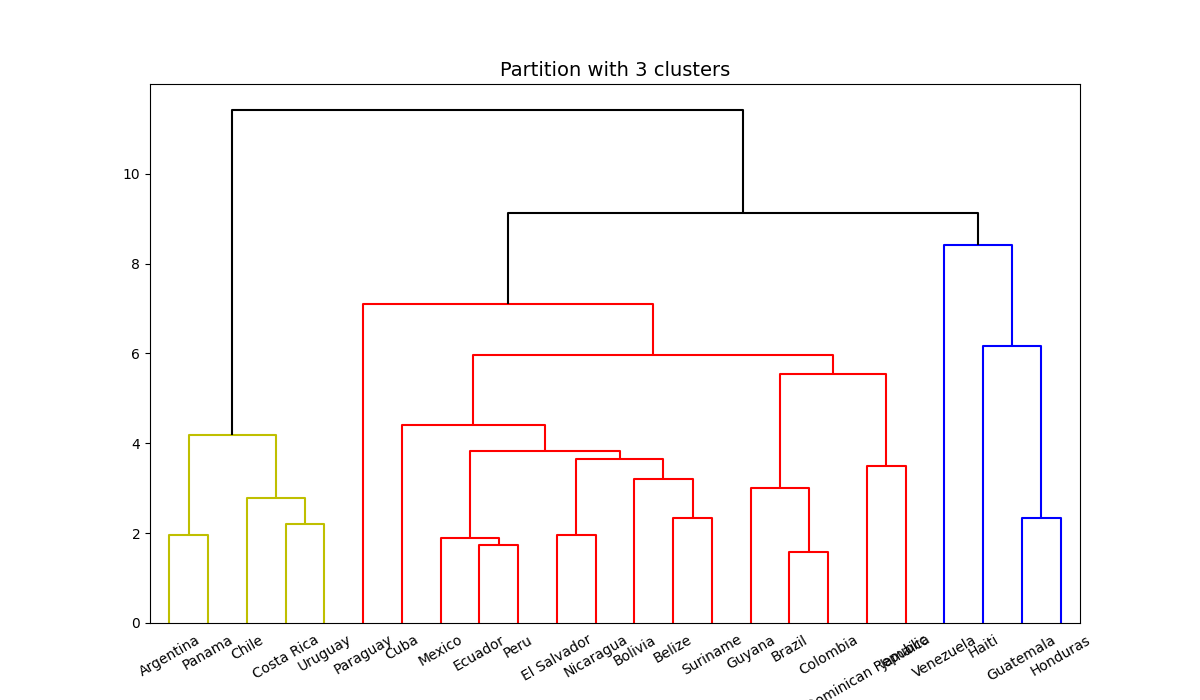 Partition with 3 clusters
10
8
6
4
2
0
Argentina
Panama
Chile
Costa Rica
Uruguay
Paraguay
Cuba
Mexico
Ecuador
Peru
El Salvador
Nicaragua
Bolivia
Belize
Suriname
Guyana
Brazil
Colombia
Venezuela
Haiti
Guatemala
Honduras